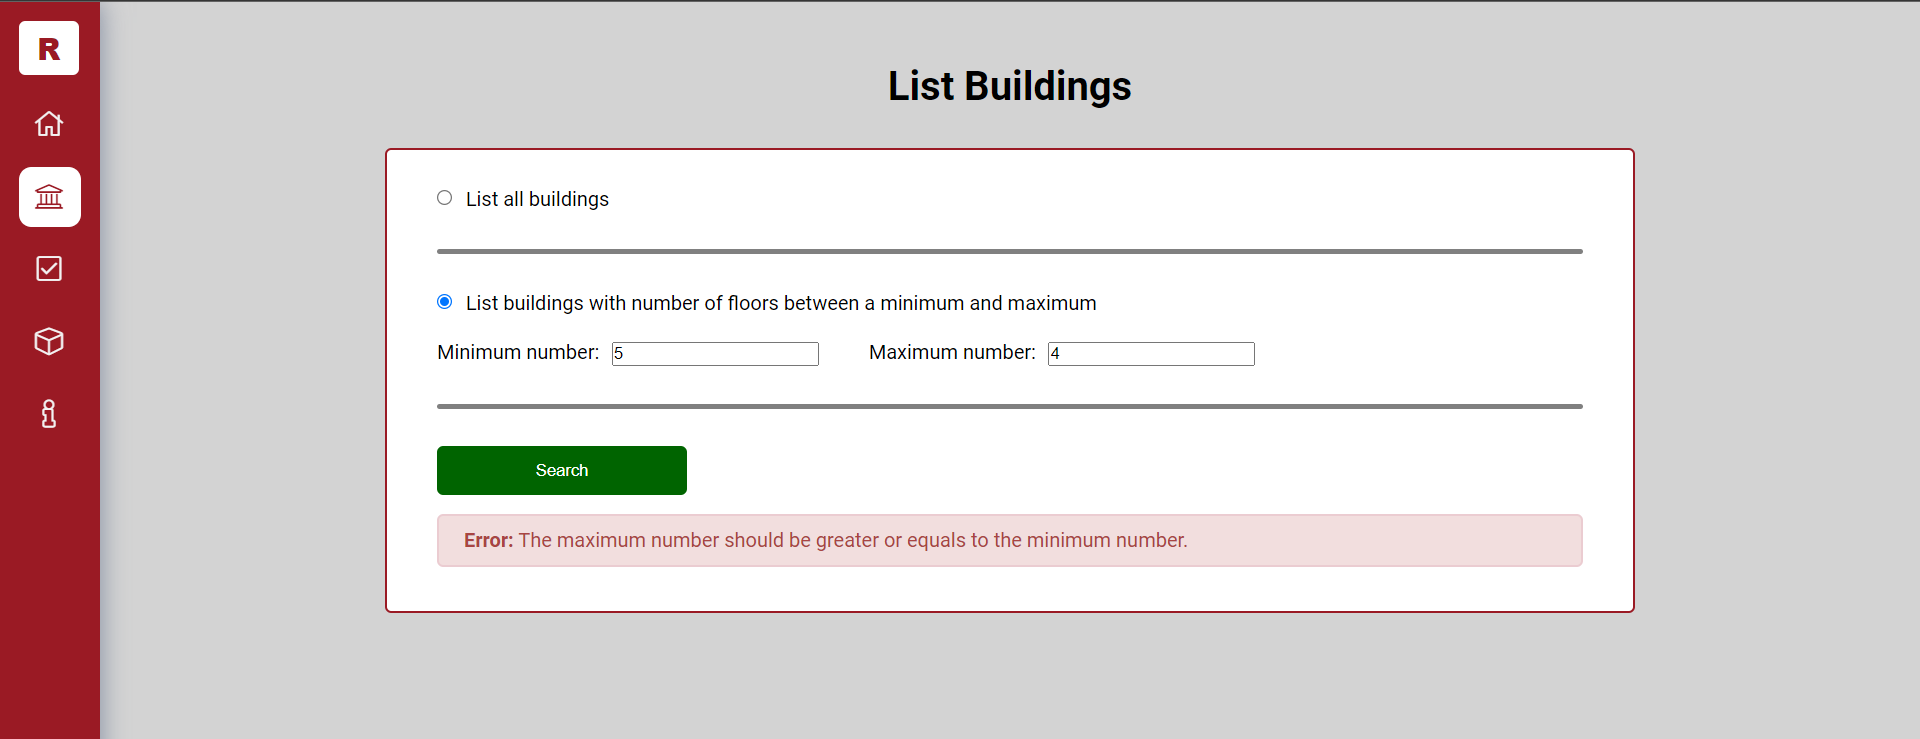 R
List Buildings
List all buildings
List buildings with number of floors between a minimum and maximum
Minimum number: 5 Maximum number: 4
Search
Error: The maximum number should be greater or equals to the minimum number.